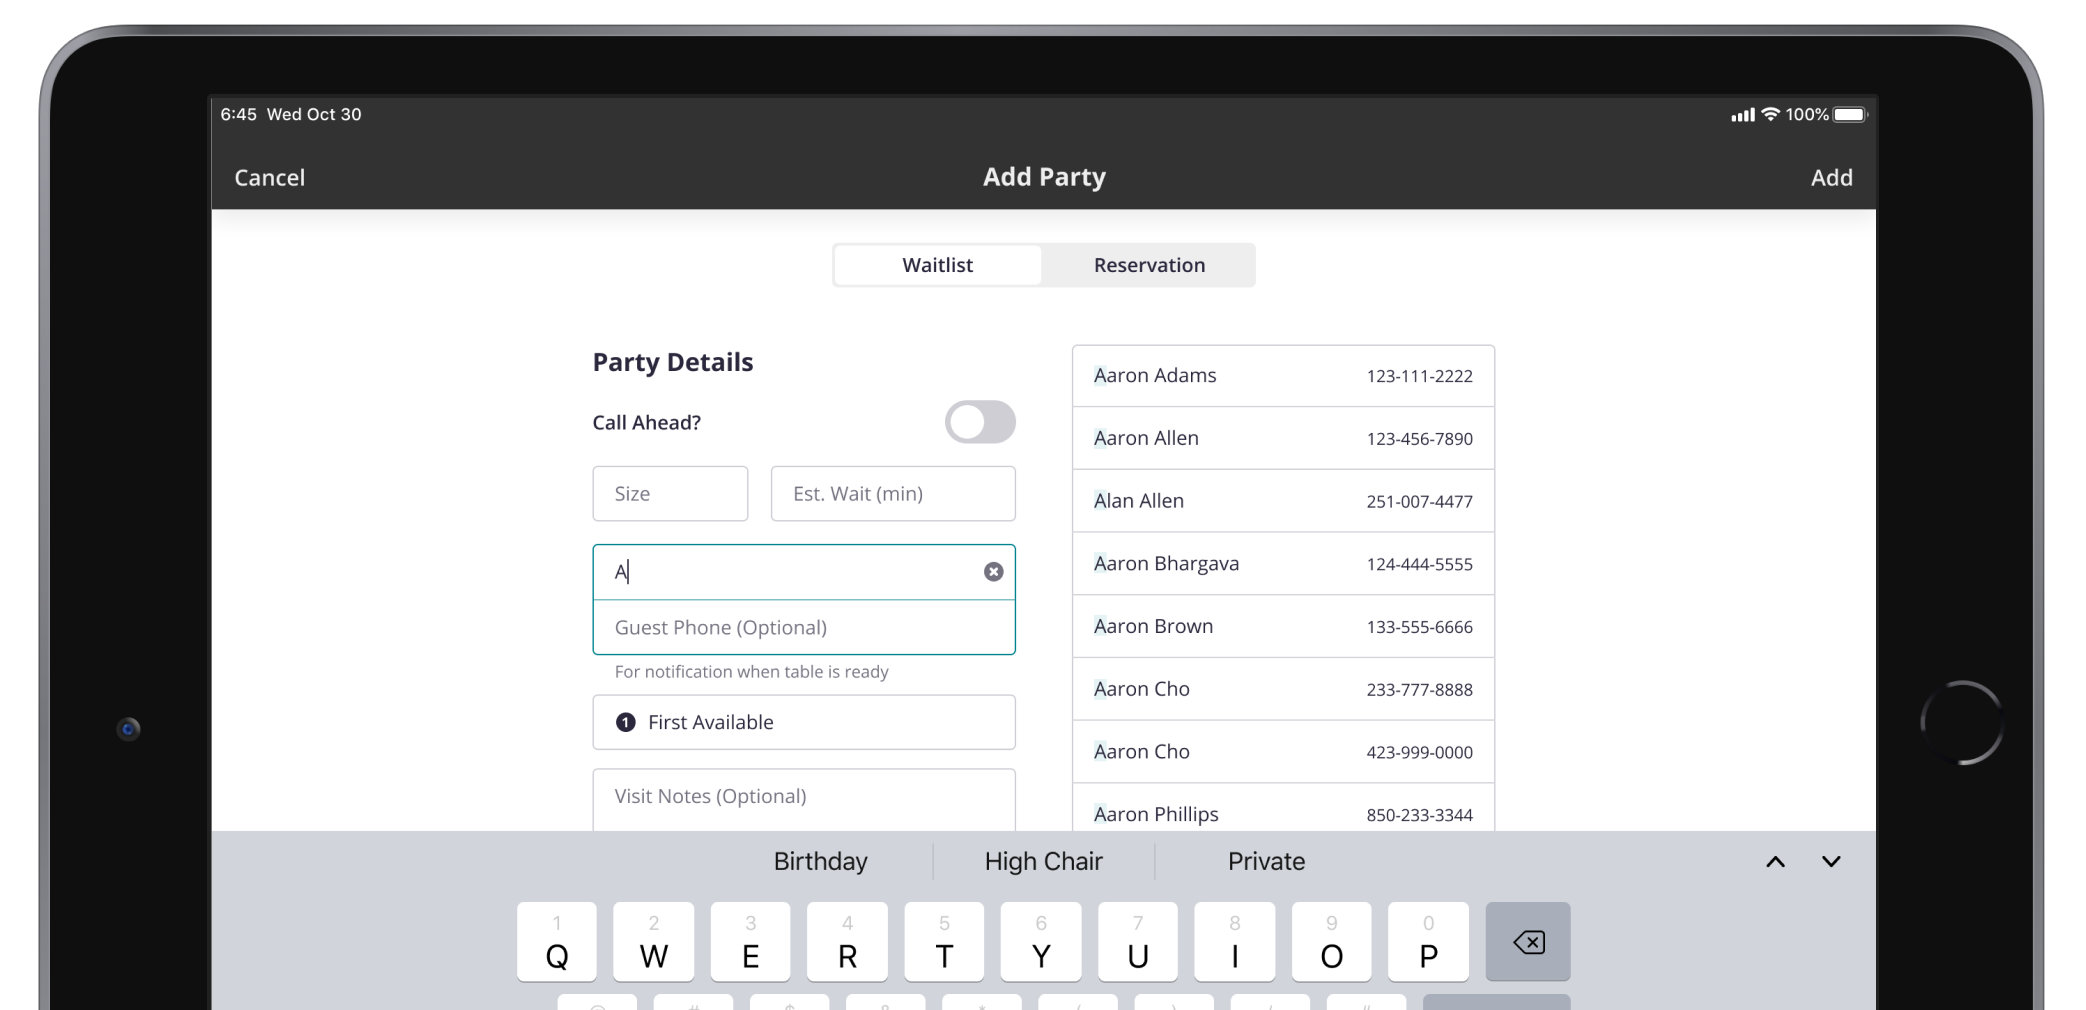 6:45 Wed Oct 30
100%
Cancel
Add Party
Add
Waitlist
Reservation
Party Details
Call Ahead?
Size
Est. Wait (min)
A
Guest Phone (Optional)
For notification when table is ready
1 First Available
Visit Notes (Optional)
Aaron Adams 123-111-2222
Aaron Allen 123-456-7890
Alan Allen 251-007-4477
Aaron Bhargava 124-444-5555
Aaron Brown 133-555-6666
Aaron Cho 233-777-8888
Aaron Cho 423-999-0000
Aaron Phillips 850-233-3344
Birthday
High Chair
Private
1 2 3 4 5 6 7 8 9 0
Q W E R T Y U I O P